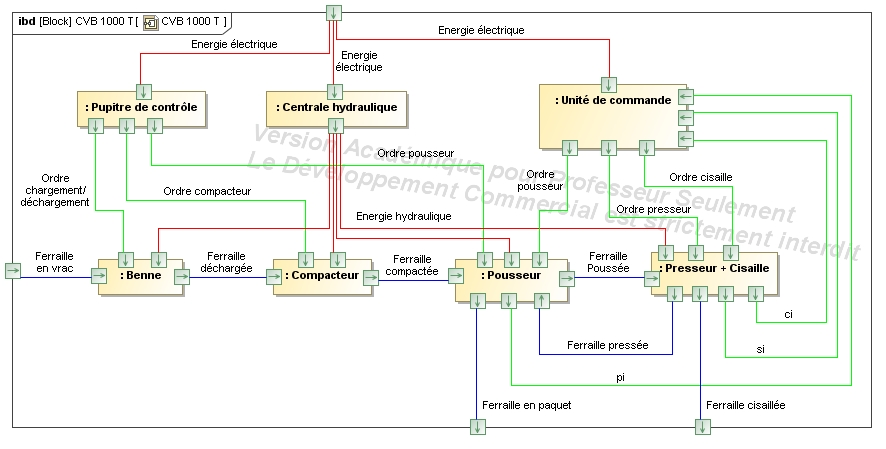 ibd [Block] CVB 1000 T [ CVB 1000 T ]
Energie électrique
Energie électrique
Energie
électrique
: Pupitre de contrôle
: Centrale hydraulique
: Unité de commande
Version Académique pour Professeur Seulement
Le Développement Commercial est strictement interdit
Ordre pousseur
Ordre
chargement/
déchargement
Ordre compacteur
Ordre
pousseur
Ordre cisaille
Ordre presseur
Energie hydraulique
Ferraille
en vrac
Ferraille
déchargée
Ferraille
compactée
Ferraille
Poussée
: Benne
: Compacteur
: Pousseur
: Presseur + Cisaille
ci
Ferraille pressée
si
pi
Ferraille en paquet
Ferraille cisaillée